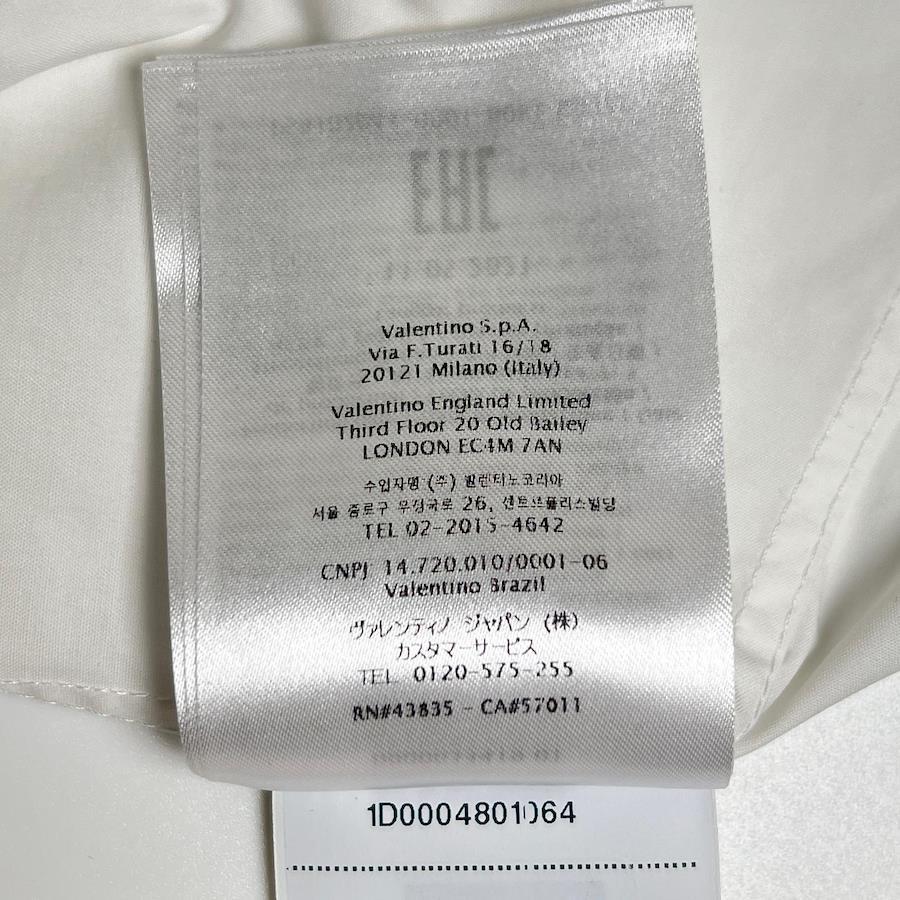 EAC
Valentino S.p.A.
Via F.Turati 16/18
20121 Milano (Italy)
Valentino England Limited
Third Floor 20 Old Bailey
LONDON EC4M 7AN
수입자명 (주) 발렌티노코리아
서울 종로구 우정국로 26, 센트로폴리스빌딩
TEL 02-2015-4642
CNPJ 14.720.010/0001-06
Valentino Brazil
ヴァレンティノ ジャパン (株)
カスタマーサービス
TEL 0120-575-255
RN#43835 - CA#57011
1D0004801064